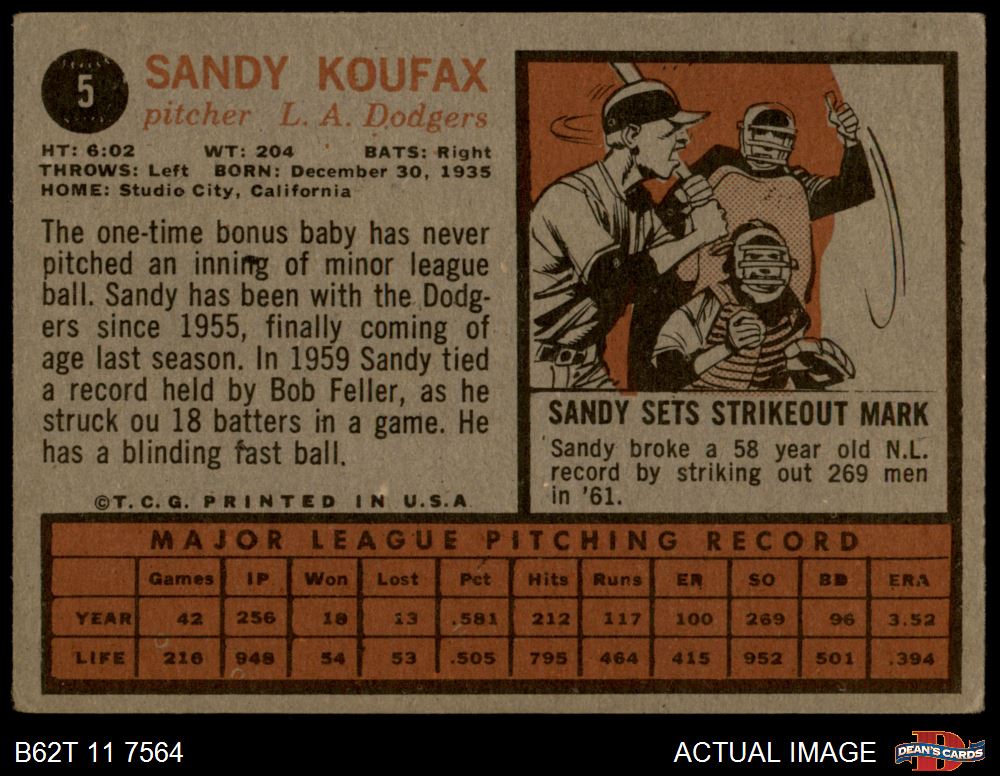 5
SANDY KOUFAX
pitcher L. A. Dodgers
HT: 6:02 WT: 204 BATS: Right
THROWS: Left BORN: December 30, 1935
HOME: Studio City, California
The one-time bonus baby has never
pitched an inning of minor league
ball. Sandy has been with the Dodg-
ers since 1955, finally coming of
age last season. In 1959 Sandy tied
a record held by Bob Feller, as he
struck ou 18 batters in a game. He
has a blinding fast ball.
©T.C.G. PRINTED IN U.S.A
SANDY SETS STRIKEOUT MARK
Sandy broke a 58 year old N.L.
record by striking out 269 men
in '61.
MAJOR LEAGUE PITCHING RECORD
Games IP Won Lost Pct Hits Runs ER SO BB ERA
YEAR 42 256 18 13 .581 212 117 100 269 96 3.52
LIFE 216 948 54 53 .505 795 464 415 952 501 .394
B62T 11 7564
ACTUAL IMAGE
D
DEAN'S CARDS